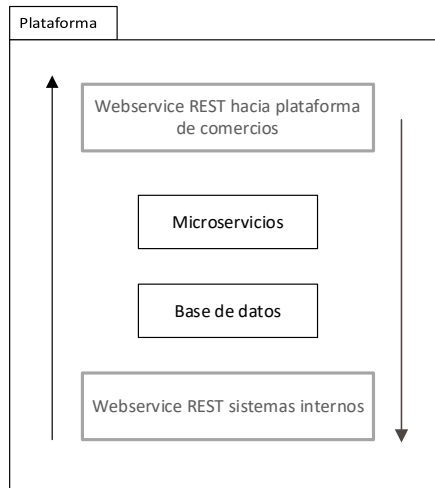 Plataforma
Webservice REST hacia plataforma
de comercios
Microservicios
Base de datos
Webservice REST sistemas internos